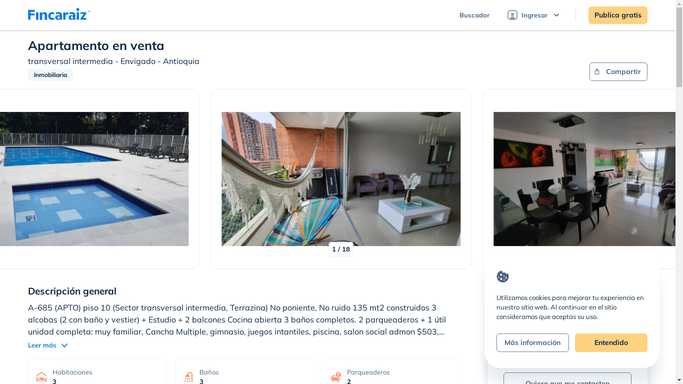 Fincaraiz
Buscador
Ingresar
Publica gratis
Apartamento en venta
transversal intermedia - Envigado - Antioquia
Inmobiliaria
Compartir
1 / 18
Descripción general
A-685 (APTO) piso 10 (Sector transversal intermedia, Terrazina) No poniente, No ruido 135 mt2 construidos 3
alcobas (2 con baño y vestier) + Estudio + 2 balcones Cocina abierta 3 baños completos. 2 parqueaderos + 1 útil
unidad completa: muy familiar, Cancha Multiple, gimnasio, juegos infantiles, piscina, salon social admon $503,...
Leer más
Habitaciones
3
Baños
3
Parqueaderos
2
Utilizamos cookies para mejorar tu experiencia en
nuestro sitio web. Al continuar en el sitio
consideramos que aceptas su uso.
Más información
Entendido
Quiero que me contacten